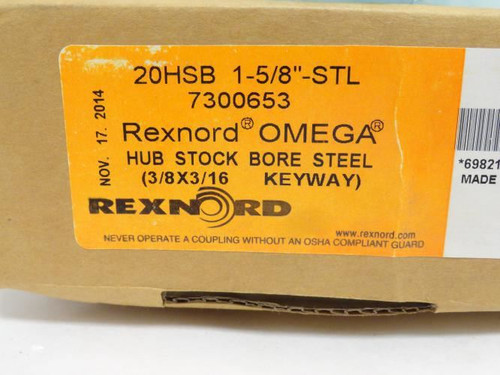 20HSB 1-5/8"-STL
7300653
NOV. 17. 2014
Rexnord® OMEGA®
HUB STOCK BORE STEEL
(3/8X3/16 KEYWAY)
REXNORD
www.rexnord.com
NEVER OPERATE A COUPLING WITHOUT AN OSHA COMPLIANT GUARD
*69821
MADE